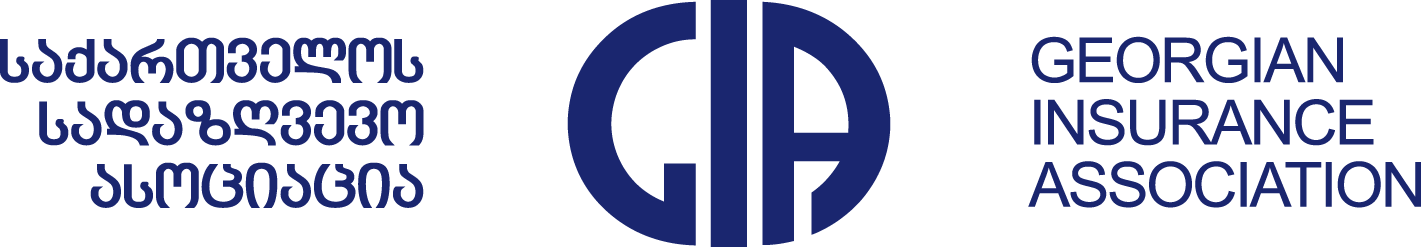 საქართველოს
სადაზღვევო
ასოციაცია
GIA
GEORGIAN
INSURANCE
ASSOCIATION